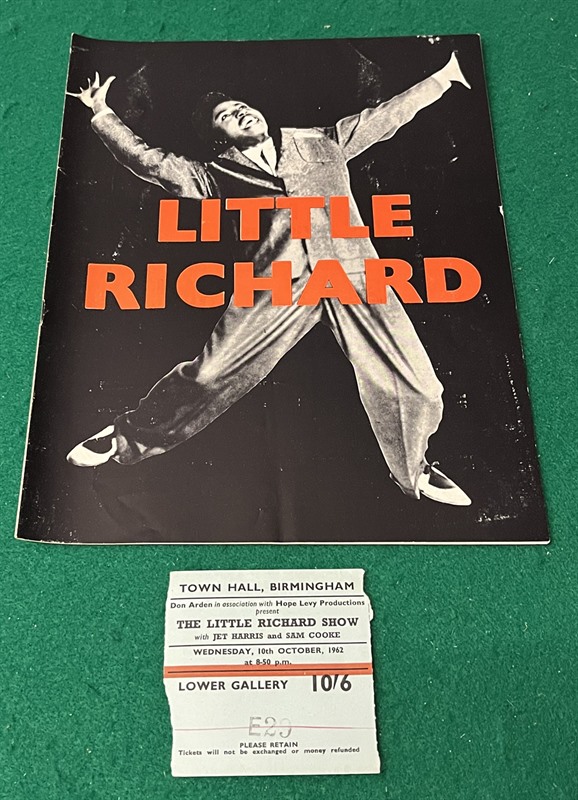 LITTLE
RICHARD
TOWN HALL, BIRMINGHAM
Don Arden in association with Hope Levy Productions
present
THE LITTLE RICHARD SHOW
with JET HARRIS and SAM COOKE
WEDNESDAY, 10th OCTOBER, 1962
at 8-50 p.m.
LOWER GALLERY 10/6
E29
PLEASE RETAIN
Tickets will not be exchanged or money refunded